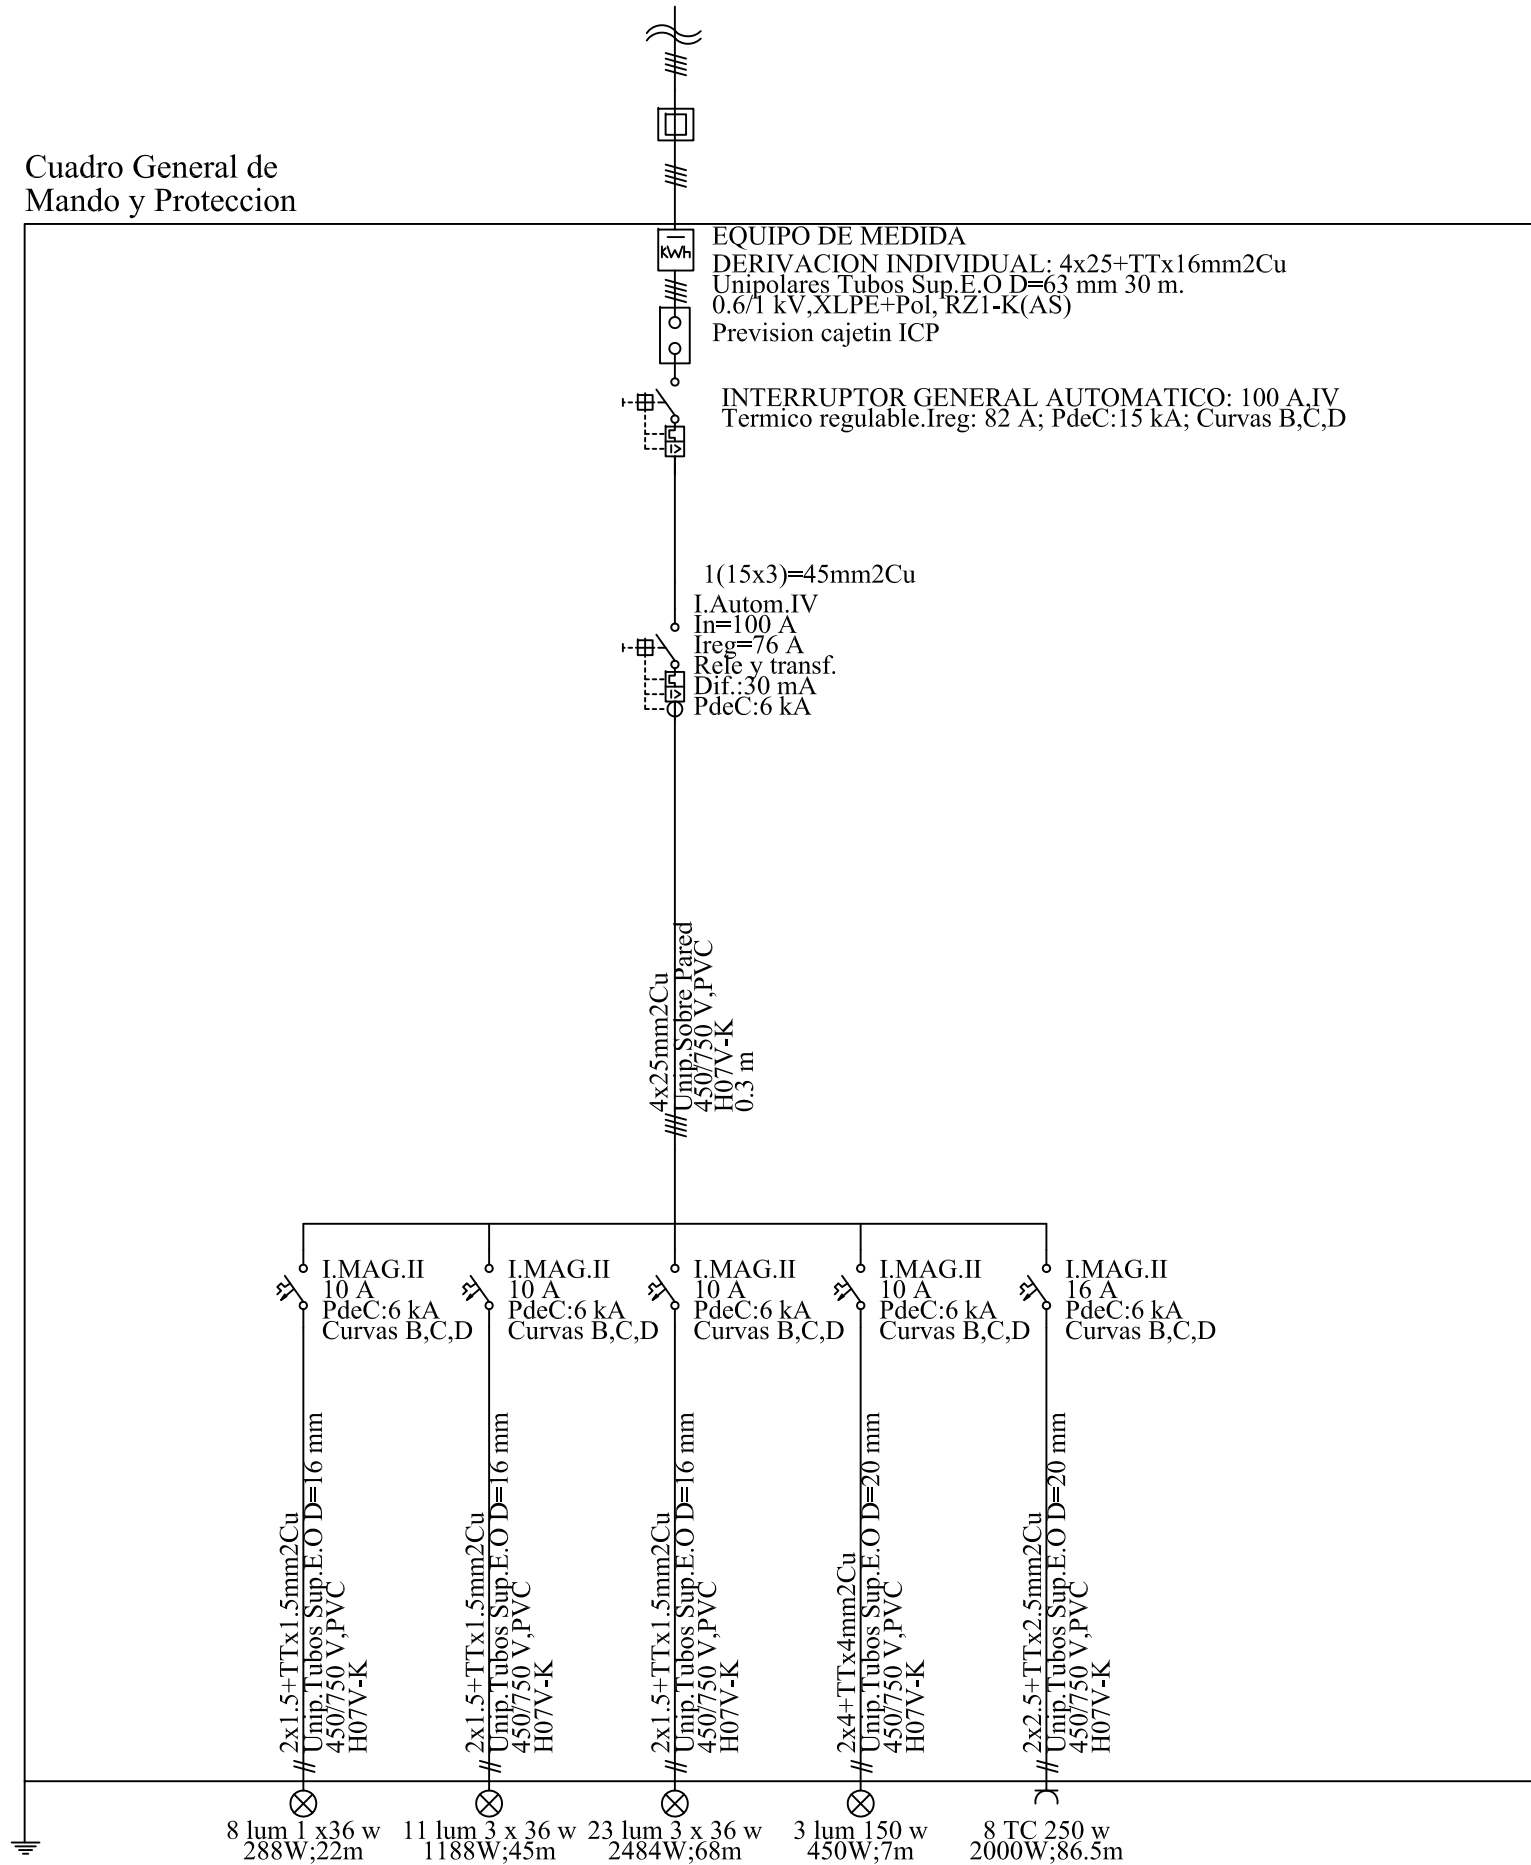 Cuadro General de
Mando y Proteccion
KWh
EQUIPO DE MEDIDA
DERIVACION INDIVIDUAL: 4x25+TTx16mm2Cu
Unipolares Tubos Sup.E.O D=63 mm 30 m.
0.6/1 kV,XLPE+Pol, RZ1-K(AS)
Prevision cajetin ICP
INTERRUPTOR GENERAL AUTOMATICO: 100 A,IV
Termico regulable.Ireg: 82 A; PdeC:15 kA; Curvas B,C,D
I>
1(15x3)=45mm2Cu
I.Autom.IV
In=100 A
Ireg=76 A
Rele y transf.
Dif.:30 mA
PdeC:6 kA
I>
4x25mm2Cu
Unip.Sobre Pared
450/750 V,PVC
H07V-K
0.3 m
I.MAG.II
10 A
PdeC:6 kA
Curvas B,C,D
I.MAG.II
10 A
PdeC:6 kA
Curvas B,C,D
I.MAG.II
10 A
PdeC:6 kA
Curvas B,C,D
I.MAG.II
10 A
PdeC:6 kA
Curvas B,C,D
I.MAG.II
16 A
PdeC:6 kA
Curvas B,C,D
2x1.5+TTx1.5mm2Cu
Unip.Tubos Sup.E.O D=16 mm
450/750 V,PVC
H07V-K
2x1.5+TTx1.5mm2Cu
Unip.Tubos Sup.E.O D=16 mm
450/750 V,PVC
H07V-K
2x1.5+TTx1.5mm2Cu
Unip.Tubos Sup.E.O D=16 mm
450/750 V,PVC
H07V-K
2x4+TTx4mm2Cu
Unip.Tubos Sup.E.O D=20 mm
450/750 V,PVC
H07V-K
2x2.5+TTx2.5mm2Cu
Unip.Tubos Sup.E.O D=20 mm
450/750 V,PVC
H07V-K
8 lum 1 x36 w
288W;22m
11 lum 3 x 36 w
1188W;45m
23 lum 3 x 36 w
2484W;68m
3 lum 150 w
450W;7m
8 TC 250 w
2000W;86.5m